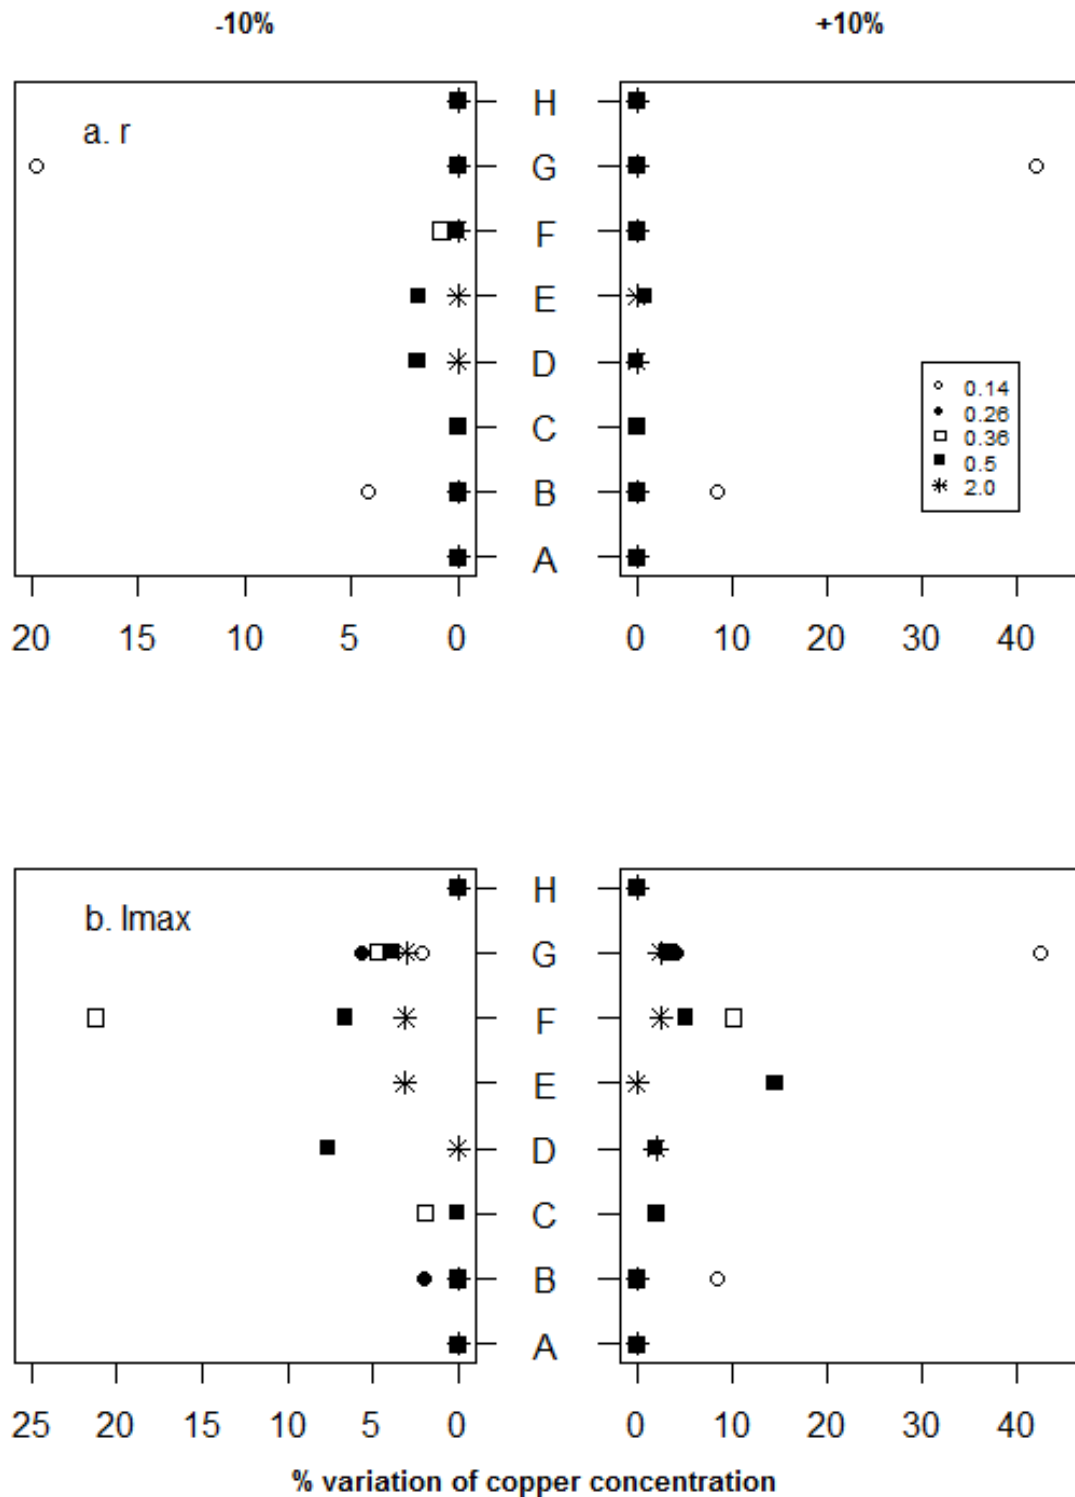 -10% +10%
a. r
H
G
F
E
D
C
B
A
0.14
0.26
0.36
0.5
2.0
20 15 10 5 0 0 10 20 30 40
b. lmax
H
G
F
E
D
C
B
A
25 20 15 10 5 0 0 10 20 30 40
% variation of copper concentration